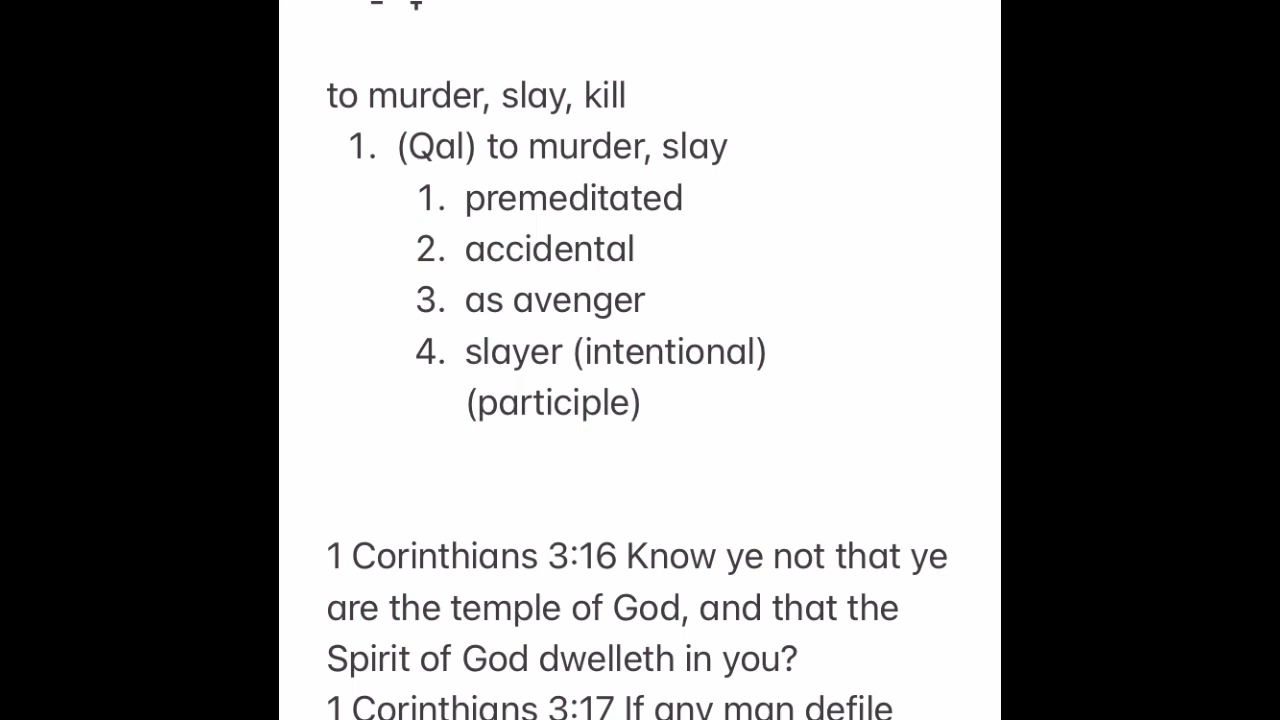 to murder, slay, kill
1. (Qal) to murder, slay
1. premeditated
2. accidental
3. as avenger
4. slayer (intentional)
(participle)
1 Corinthians 3:16 Know ye not that ye
are the temple of God, and that the
Spirit of God dwelleth in you?
1 Corinthians 3:17 If any man defile